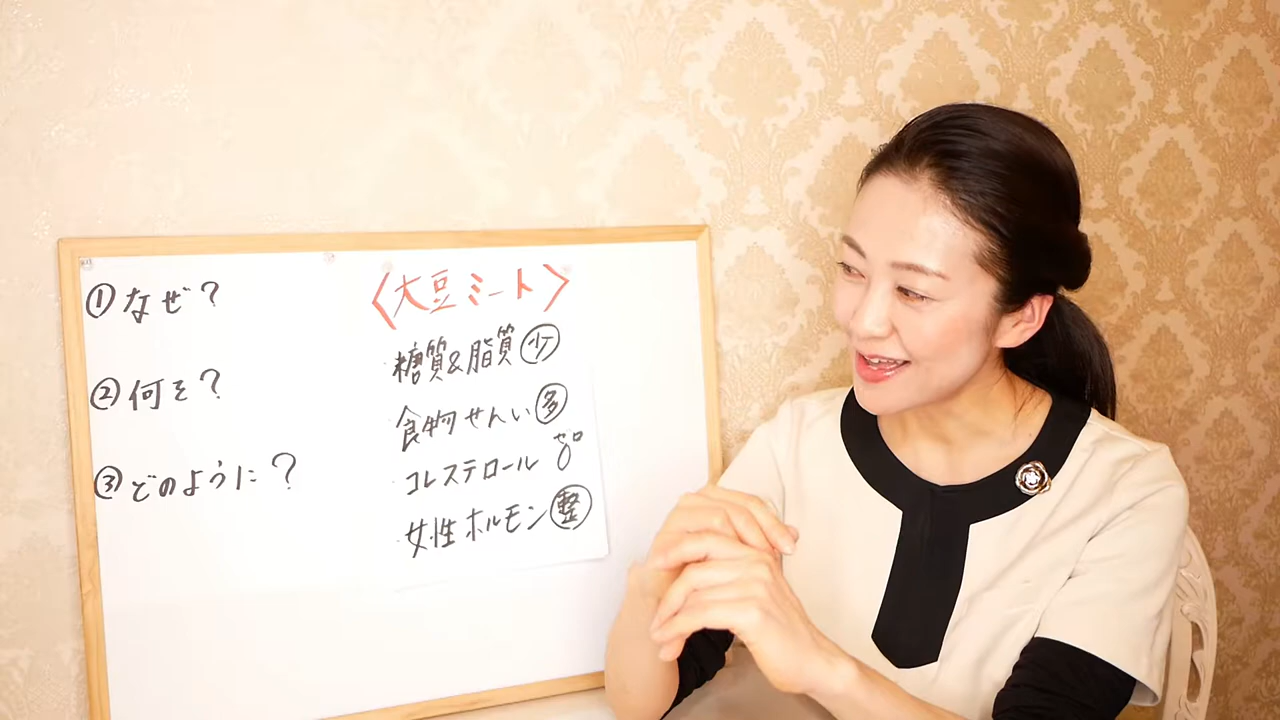 ①なぜ?
②何を?
③どのように?
〈大豆ミート〉
・糖質&脂質 少
・食物せんい 多
・コレステロール ゼロ
・女性ホルモン 整